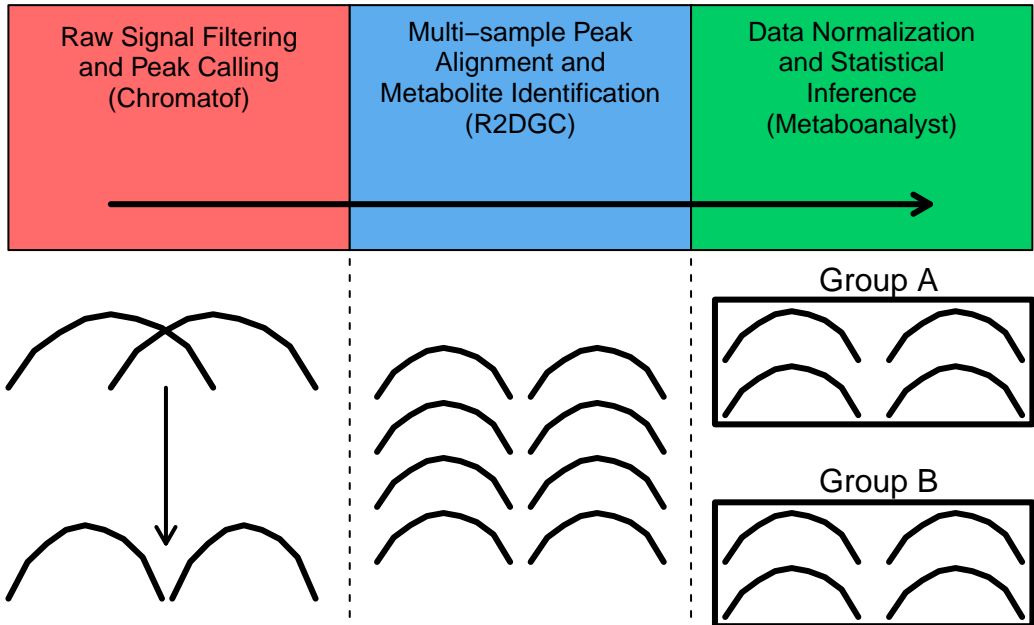 Raw Signal Filtering
and Peak Calling
(Chromatof)
Multi−sample Peak
Alignment and
Metabolite Identification
(R2DGC)
Data Normalization
and Statistical
Inference
(Metaboanalyst)
Group A
Group B